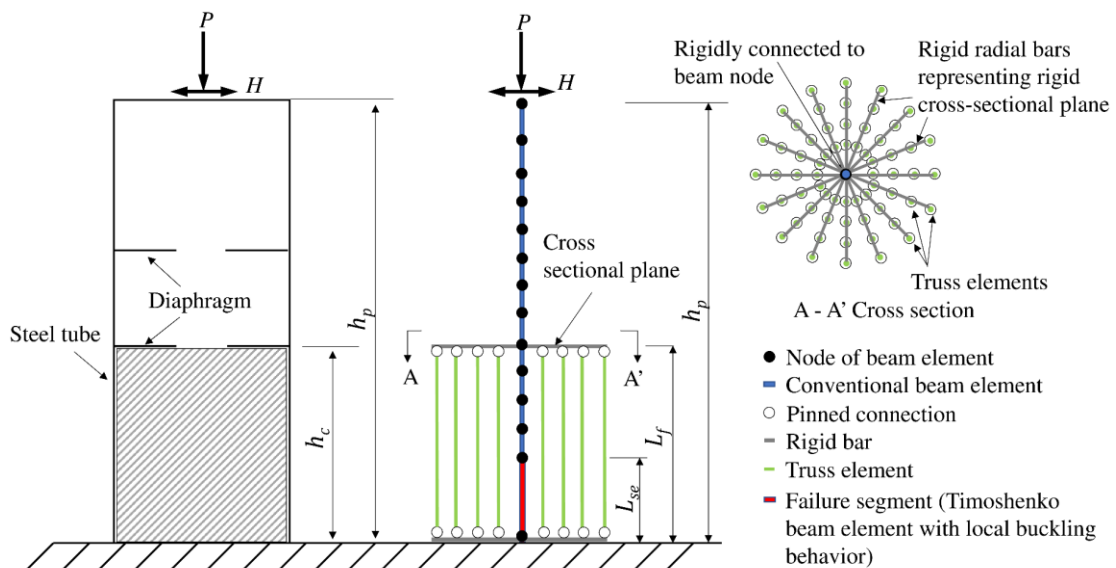 P
H
Diaphragm
Steel tube
h_c
h_p
P
H
Cross
sectional plane
A
A'
h_p
L_f
L_se
Rigidly connected to
beam node
Rigid radial bars
representing rigid
cross-sectional plane
Truss elements
A - A' Cross section
Node of beam element
Conventional beam element
Pinned connection
Rigid bar
Truss element
Failure segment (Timoshenko
beam element with local buckling
behavior)